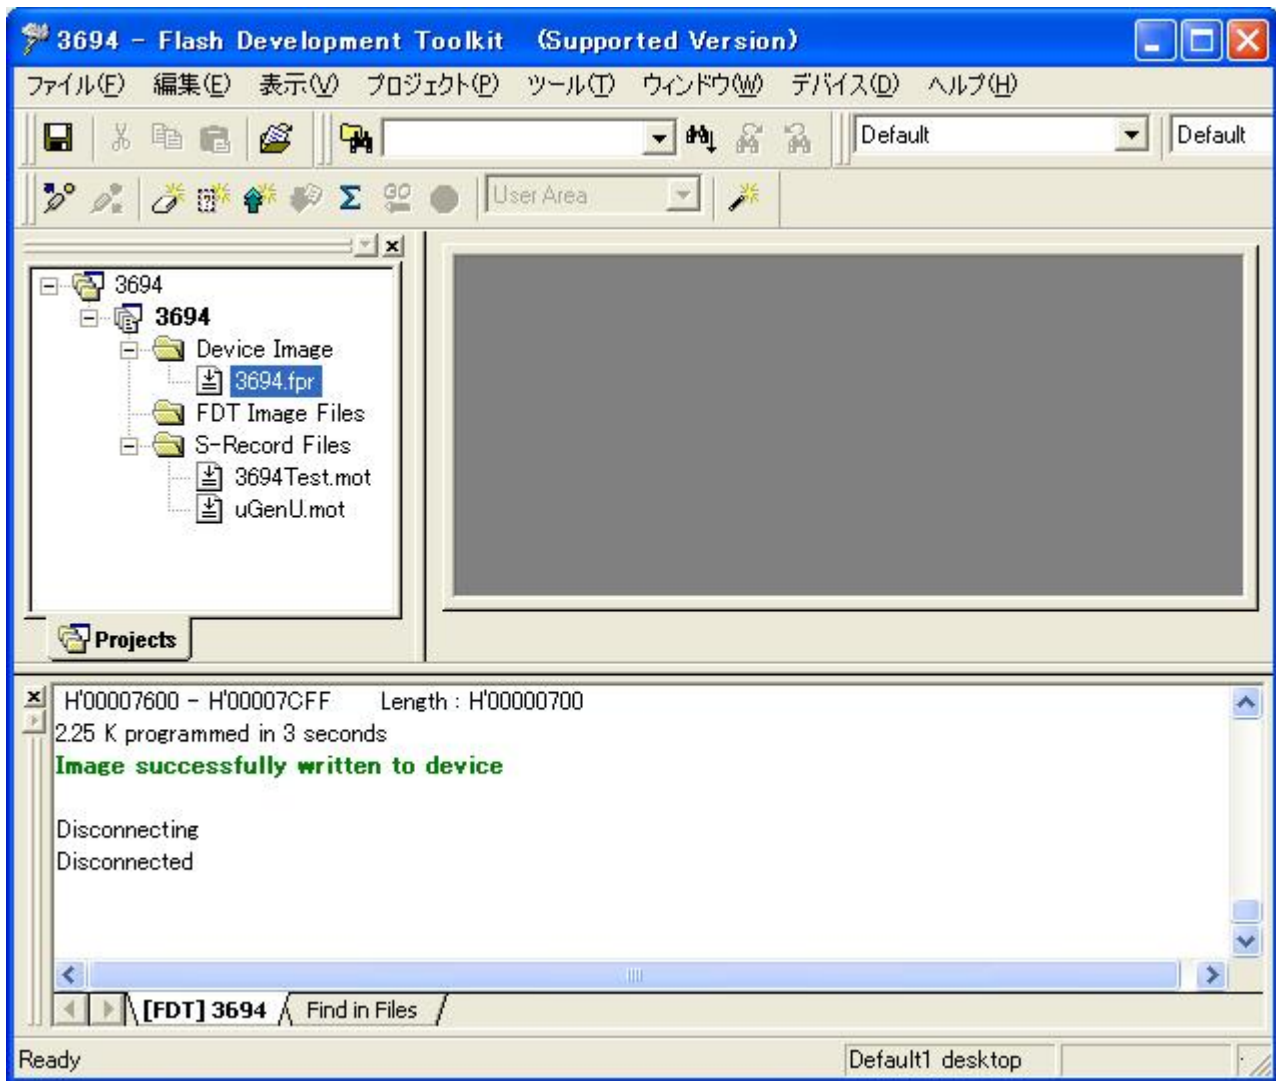 3694 - Flash Development Toolkit (Supported Version)
ファイル(F) 編集(E) 表示(V) プロジェクト(P) ツール(T) ウィンドウ(W) デバイス(D) ヘルプ(H)
Default Default
GO User Area
3694
3694
Device Image
3694.fpr
FDT Image Files
S-Record Files
3694Test.mot
uGenU.mot
Projects
H'00007600 - H'00007CFF Length : H'00000700
2.25 K programmed in 3 seconds
Image successfully written to device
Disconnecting
Disconnected
[FDT] 3694 Find in Files
Ready Default1 desktop